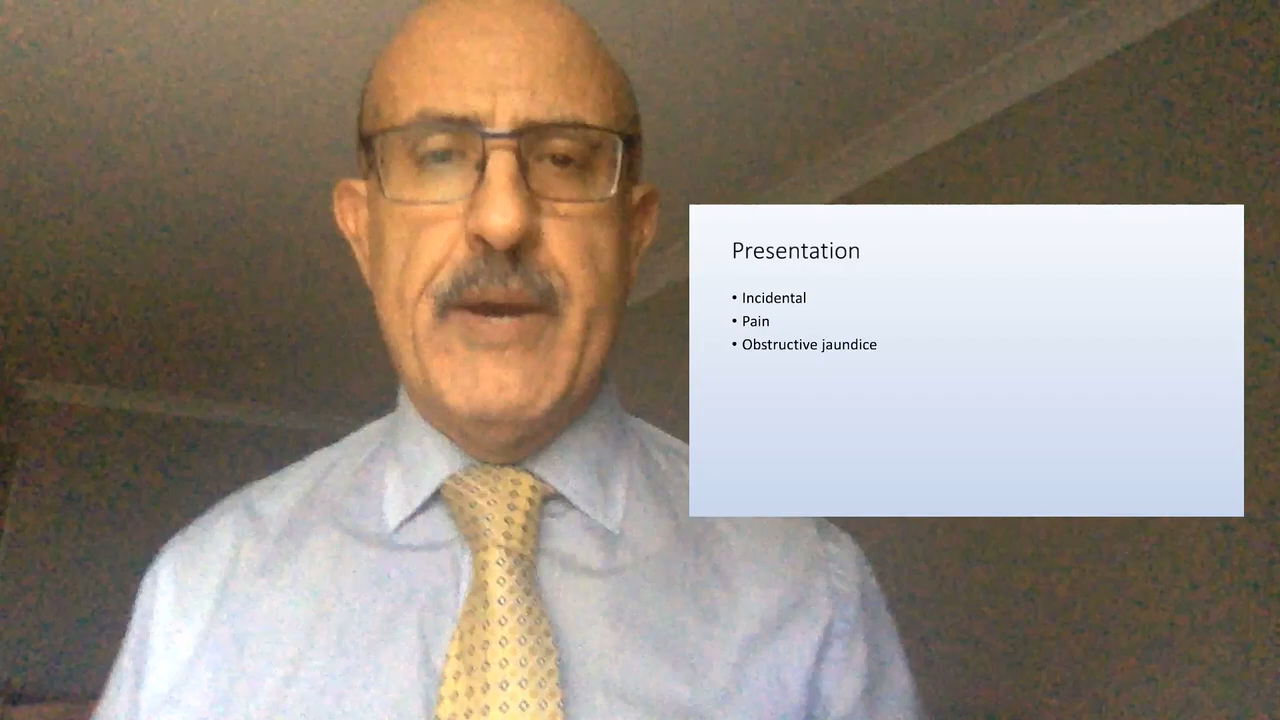 Presentation
• Incidental
• Pain
• Obstructive jaundice